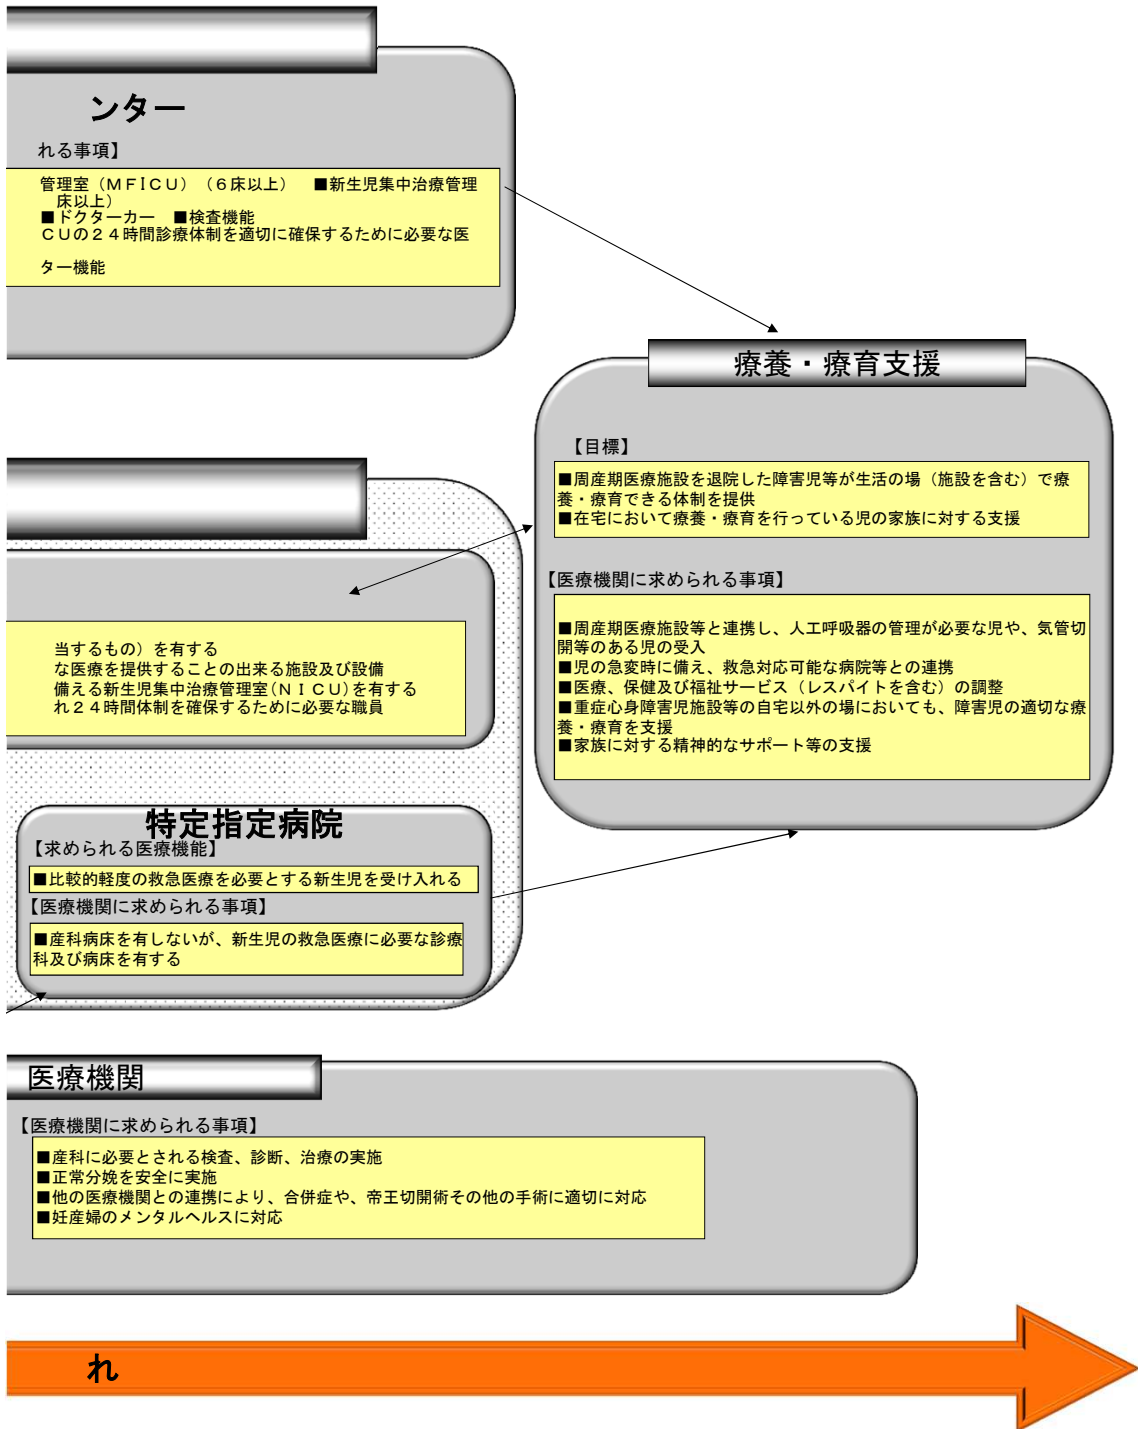 ンター
れる事項】
管理室（ＭＦＩＣＵ）（６床以上）　■新生児集中治療管理
床以上）
■ドクターカー　■検査機能
ＣＵの２４時間診療体制を適切に確保するために必要な医
ター機能
療養・療育支援
【目標】
■周産期医療施設を退院した障害児等が生活の場（施設を含む）で療
養・療育できる体制を提供
■在宅において療養・療育を行っている児の家族に対する支援
【医療機関に求められる事項】
■周産期医療施設等と連携し、人工呼吸器の管理が必要な児や、気管切
開等のある児の受入
■児の急変時に備え、救急対応可能な病院等との連携
■医療、保健及び福祉サービス（レスパイトを含む）の調整
■重症心身障害児施設等の自宅以外の場においても、障害児の適切な療
養・療育を支援
■家族に対する精神的なサポート等の支援
当するもの）を有する
な医療を提供することの出来る施設及び設備
備える新生児集中治療管理室（ＮＩＣＵ）を有する
れ２４時間体制を確保するために必要な職員
特定指定病院
【求められる医療機能】
■比較的軽度の救急医療を必要とする新生児を受け入れる
【医療機関に求められる事項】
■産科病床を有しないが、新生児の救急医療に必要な診療
科及び病床を有する
医療機関
【医療機関に求められる事項】
■産科に必要とされる検査、診断、治療の実施
■正常分娩を安全に実施
■他の医療機関との連携により、合併症や、帝王切開術その他の手術に適切に対応
■妊産婦のメンタルヘルスに対応
れ